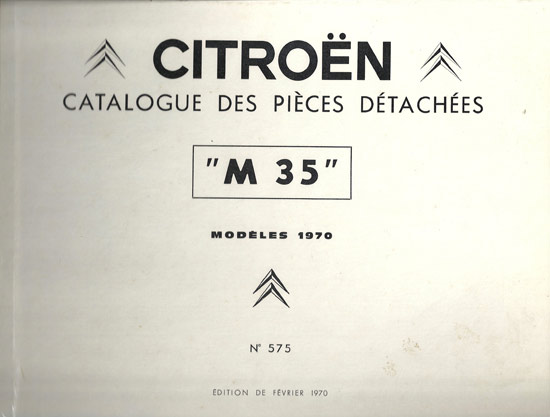 CITROËN
CATALOGUE DES PIÈCES DÉTACHÉES
"M 35"
MODÈLES 1970
N° 575
ÉDITION DE FÉVRIER 1970